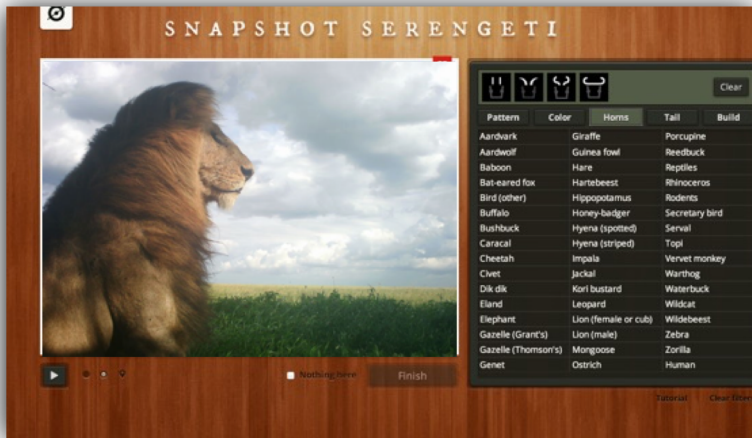 SNAPSHOT SERENGETI
Clear
Pattern Color Horns Tail Build
Aardvark Giraffe Porcupine
Aardwolf Guinea fowl Reedbuck
Baboon Hare Reptiles
Bat-eared fox Hartebeest Rhinoceros
Bird (other) Hippopotamus Rodents
Buffalo Honey-badger Secretary bird
Bushbuck Hyena (spotted) Serval
Caracal Hyena (striped) Topi
Cheetah Impala Vervet monkey
Civet Jackal Warthog
Dik dik Kori bustard Waterbuck
Eland Leopard Wildcat
Elephant Lion (female or cub) Wildebeest
Gazelle (Grant's) Lion (male) Zebra
Gazelle (Thomson's) Mongoose Zorilla
Genet Ostrich Human
Nothing here Finish
Tutorial Clear filters